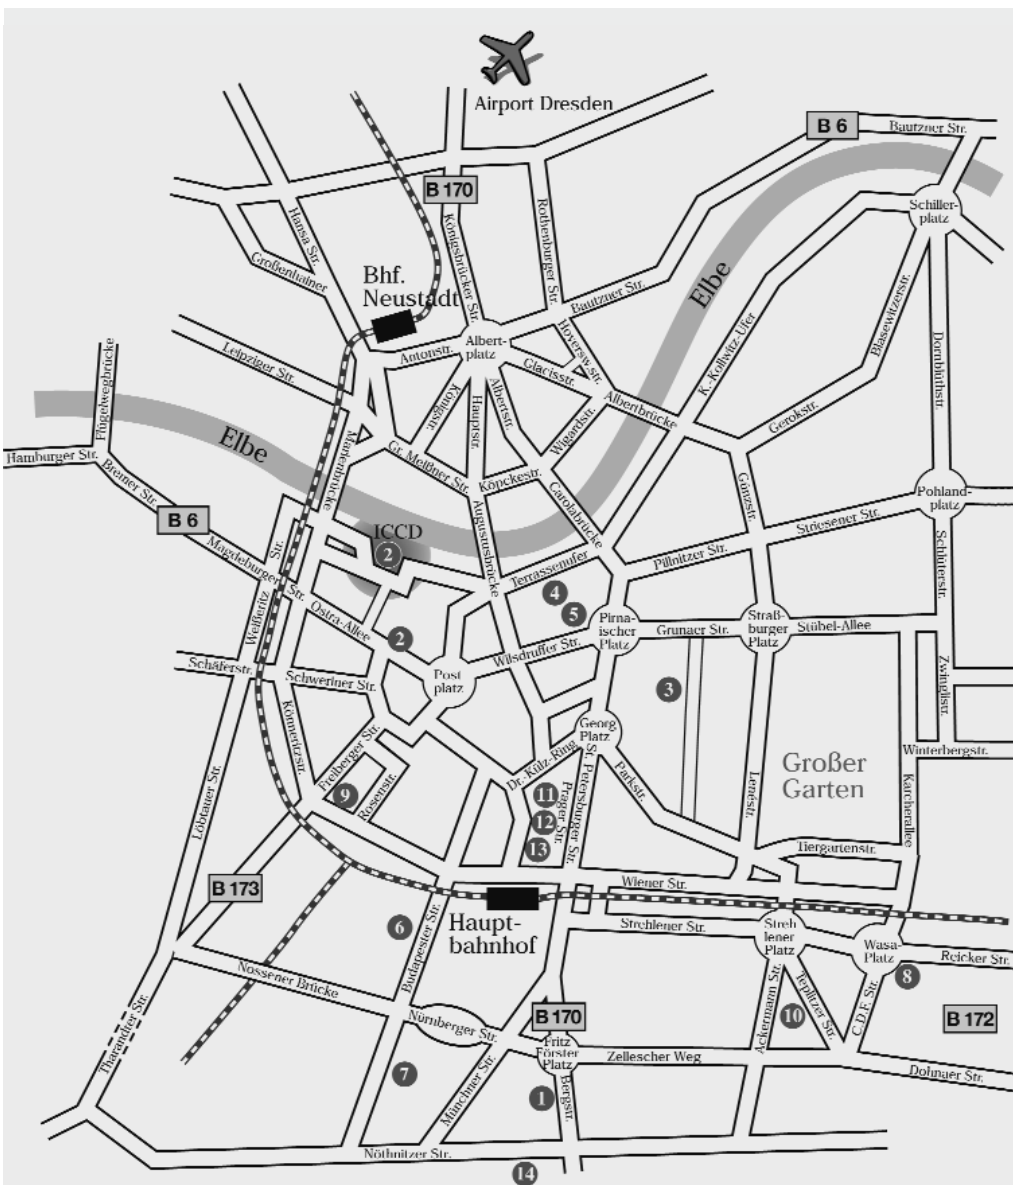 Airport Dresden
B 6
Bautzner Str.
B 170
Hansa Str.
Königsbrücker Str.
Rothenburger Str.
Schiller-
platz
Großenhainer
Bhf.
Neustadt
Elbe
Bautzner Str.
Leipziger Str.
Antonstr.
Albert-
platz
Hoyersw.str.
Glacisstr.
K.-Kollwitz-Ufer
Blasewitzerstr.
Dornblüthstr.
Flügelwegbrücke
Königstr.
Hauptstr.
Albertstr.
Albertbrücke
Wigardstr.
Gerokstr.
Elbe
Marienbrücke
Gr. Meißner Str.
Köpckestr.
Hamburger Str.
Bremer Str.
B 6
ICCD
2
Augustusbrücke
Carolabrücke
Günzstr.
Pohland-
platz
Striesener Str.
Pillnitzer Str.
Magdeburger Str.
Weißeritz Str.
Terrassenufer
4
5
Schlüterstr.
Ostra-Allee
2
Pirna-
ischer
Platz
Grunaer Str.
Straß-
burger
Platz
Stübel-Allee
Wilsdruffer Str.
Schäferstr.
Schweriner Str.
Post
platz
3
Zwinglistr.
Könneritzstr.
Georg
Platz
Winterbergstr.
Freiberger Str.
Dr.-Külz-Ring
St. Petersburger Str.
Parkstr.
Lennéstr.
Großer
Garten
Karcherallee
Löbtauer Str.
9
Rosenstr.
11
Prager Str.
12
13
Tiergartenstr.
B 173
Wiener Str.
Haupt-
bahnhof
6
Budapester Str.
Strehlener Str.
Streh
lener
Platz
Wasa-
Platz
Reicker Str.
8
Nossener Brücke
Tharandter Str.
Nürnberger Str.
B 170
Fritz
Förster
Platz
Ackermann Str.
Teplitzer Str.
10
C.D.F. Str.
B 172
Zellescher Weg
Dohnaer Str.
7
Münchner Str.
1
Bergstr.
Nöthnitzer Str.
14